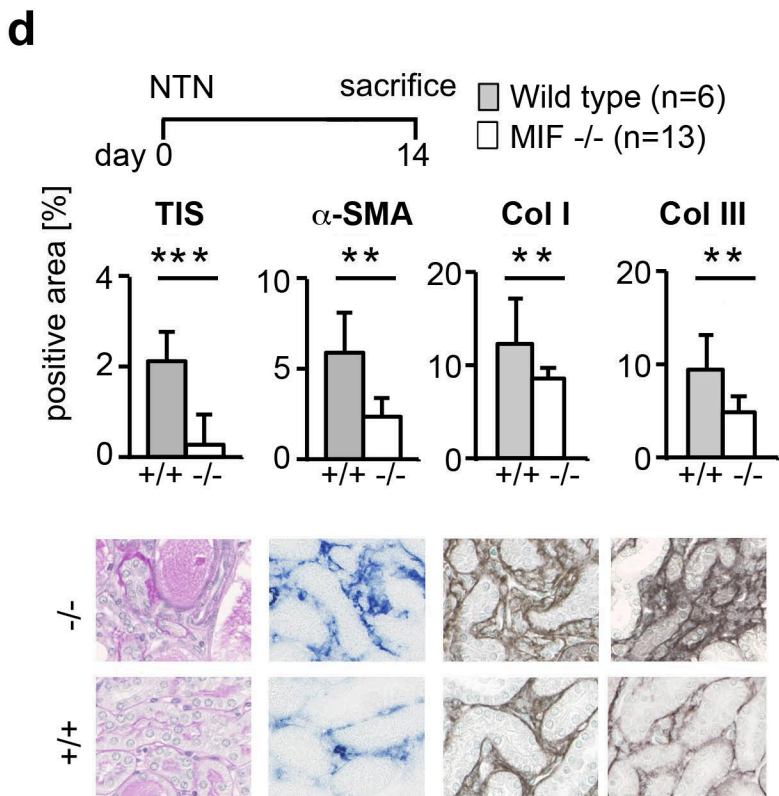 d
NTN sacrifice
day 0 14
Wild type (n=6)
MIF -/- (n=13)
positive area [%]
TIS α-SMA Col I Col III
*** ** ** **
4 10 20 20
2 5 10 10
0 0 0 0
+/+ -/- +/+ -/- +/+ -/- +/+ -/-
-/-
+/+